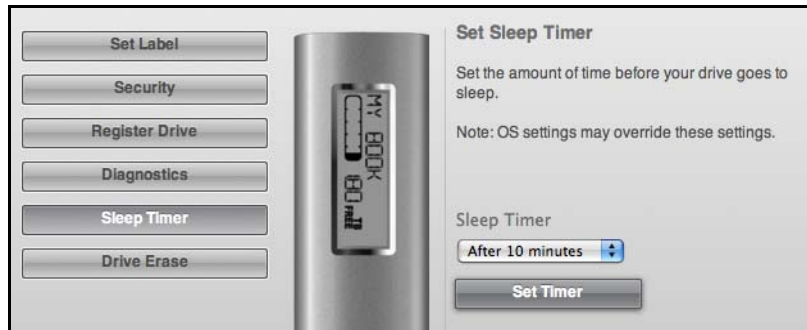 Set Label
Security
Register Drive
Diagnostics
Sleep Timer
Drive Erase
MY BOOK
180 TB
FREE
Set Sleep Timer
Set the amount of time before your drive goes to
sleep.
Note: OS settings may override these settings.
Sleep Timer
After 10 minutes
Set Timer